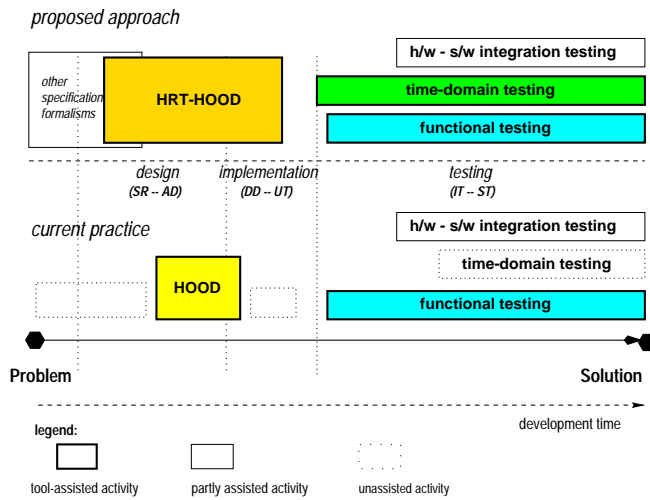 proposed approach
h/w - s/w integration testing
other
specification
formalisms
HRT-HOOD
time-domain testing
functional testing
design
(SR -- AD)
implementation
(DD -- UT)
testing
(IT -- ST)
current practice
h/w - s/w integration testing
time-domain testing
HOOD
functional testing
Problem
Solution
development time
legend:
tool-assisted activity
partly assisted activity
unassisted activity